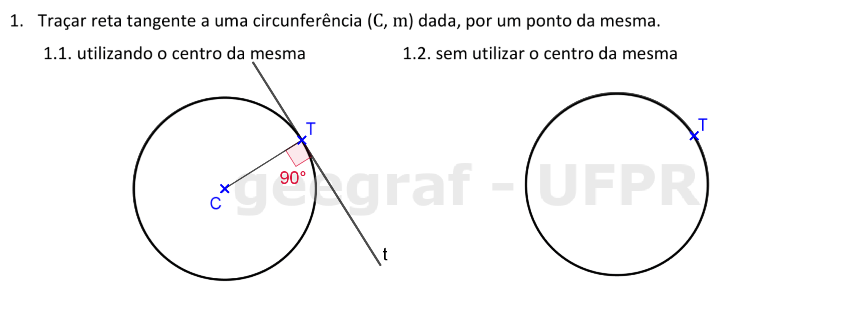 1. Traçar reta tangente a uma circunferência (C, m) dada, por um ponto da mesma.
1.1. utilizando o centro da mesma
1.2. sem utilizar o centro da mesma
T
90°
C
t
T
geegraf - UFPR